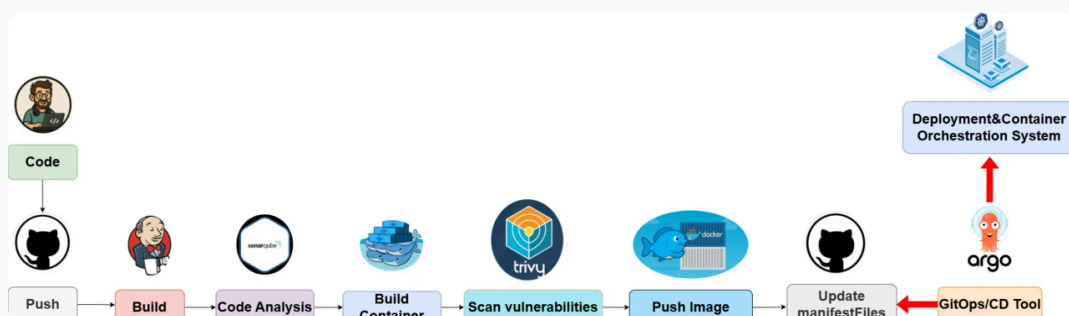 Deployment&Container
Orchestration System
Code
sonarqube
trivy
docker
argo
Push
Build
Code Analysis
Build
Container
Scan vulnerabilities
Push Image
Update
manifestFiles
GitOps/CD Tool